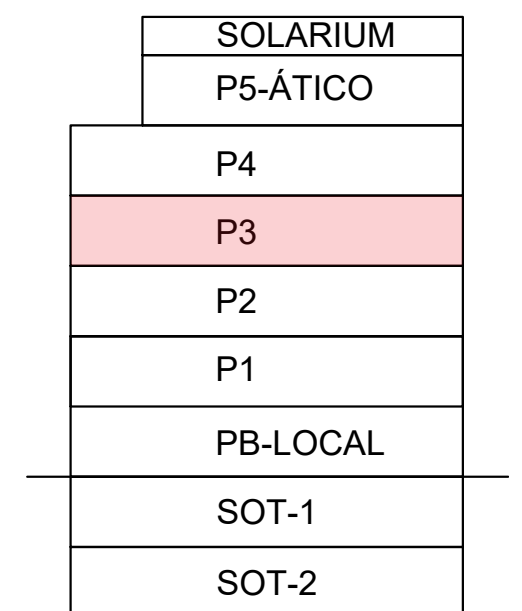 SOLARIUM
P5-ÁTICO
P4
P3
P2
P1
PB-LOCAL
SOT-1
SOT-2